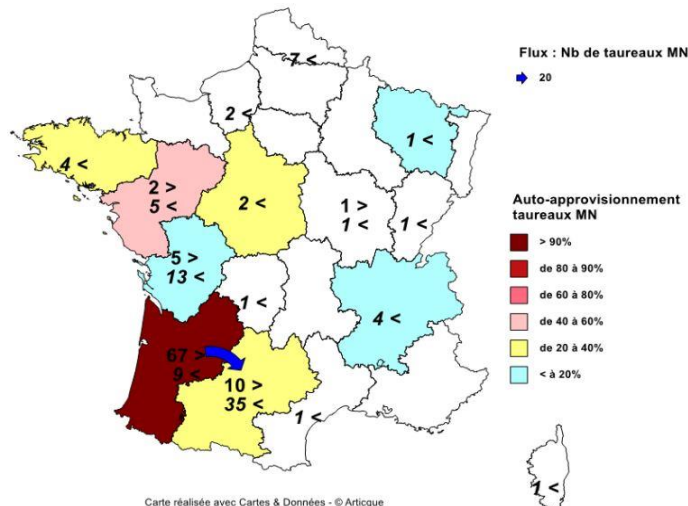 7 <
Flux : Nb de taureaux MN
20
2 <
1 <
4 <
2 >
5 <
2 <
1 >
1 <
1 <
Auto-approvisionnement
taureaux MN
> 90%
de 80 à 90%
de 60 à 80%
de 40 à 60%
de 20 à 40%
< à 20%
5 >
13 <
1 <
4 <
67 >
9 <
10 >
35 <
1 <
1 <
Carte réalisée avec Cartes & Données - © Articque